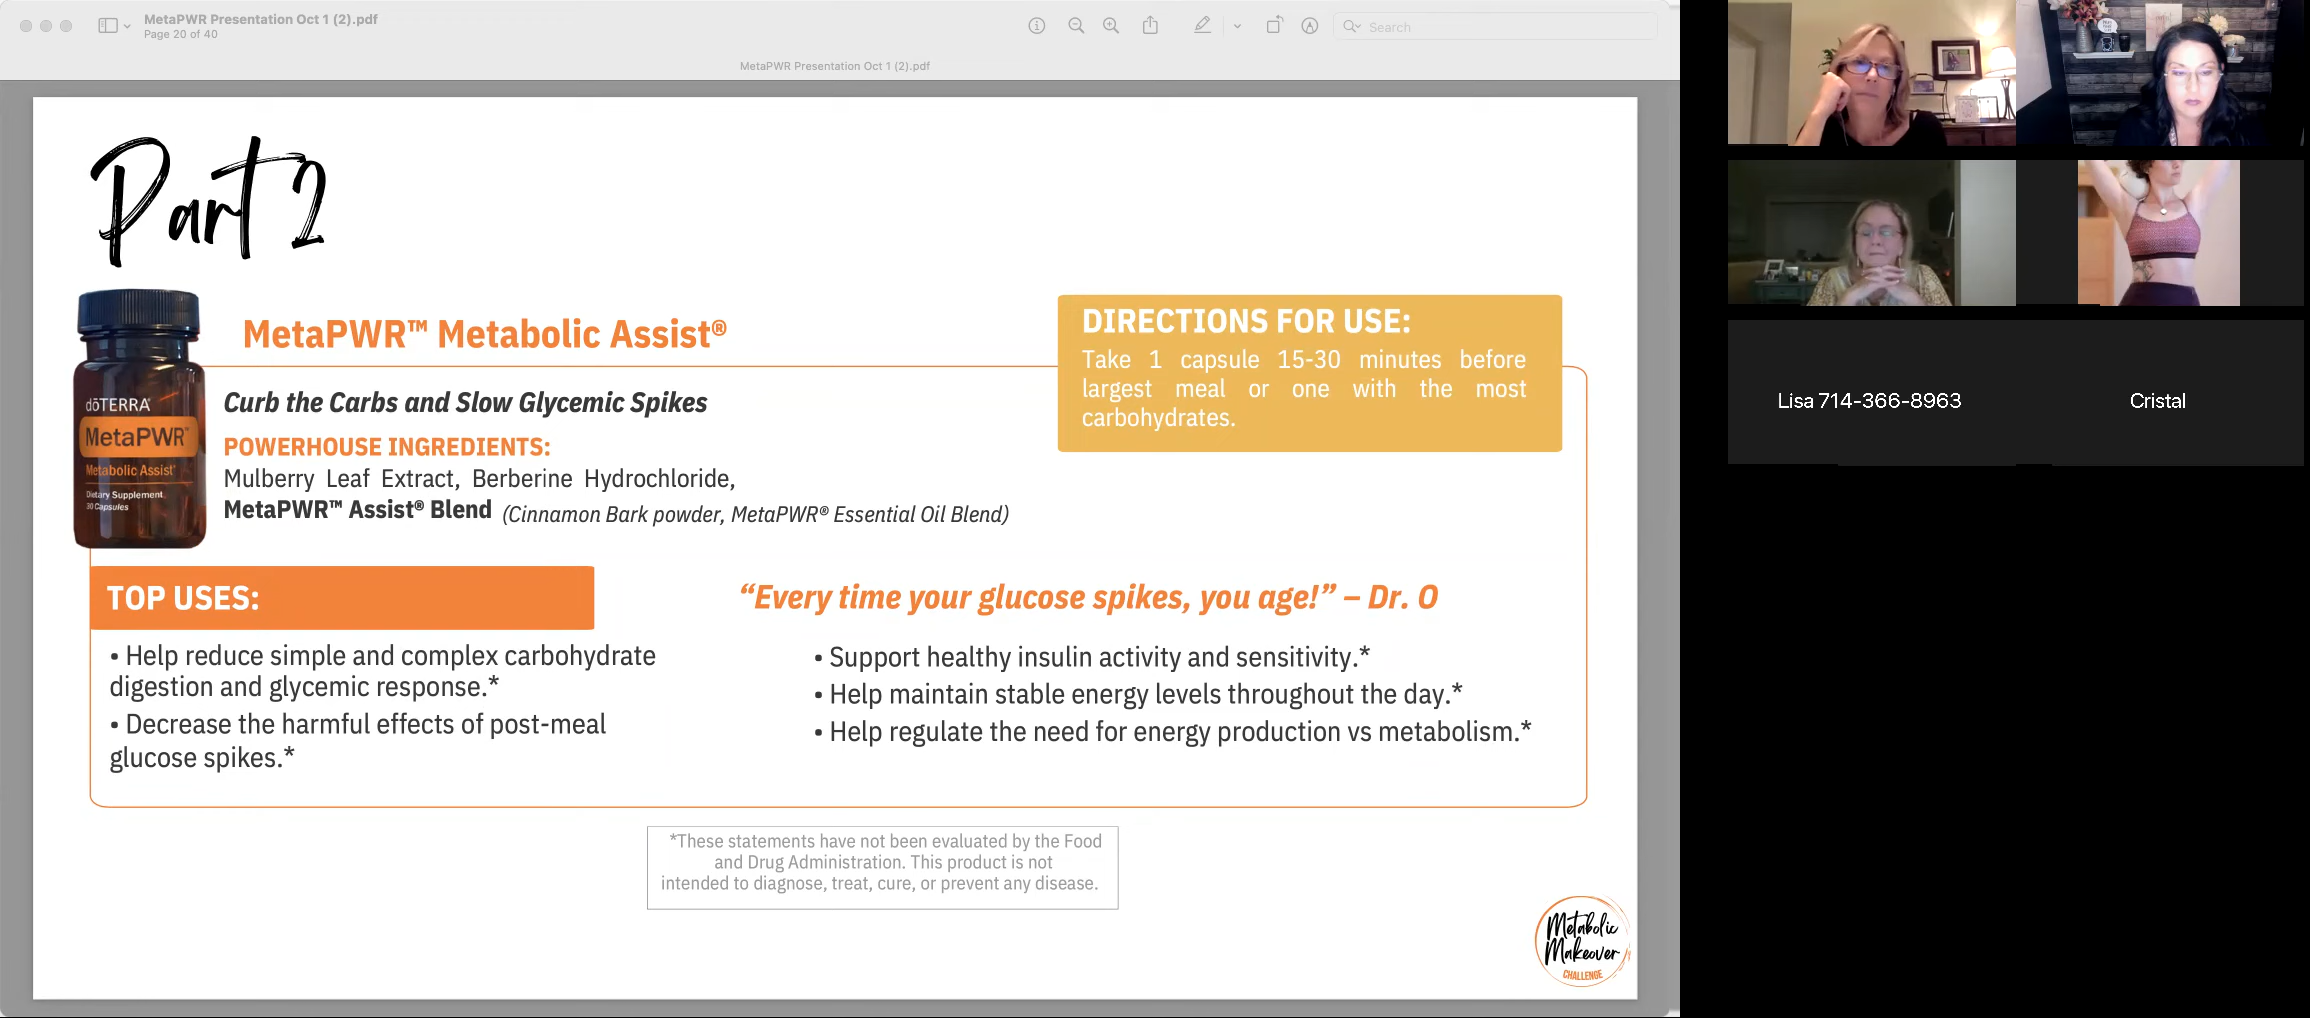 MetaPWR Presentation Oct 1 (2).pdf
Page 20 of 40
Search
MetaPWR Presentation Oct 1 (2).pdf
Part 2
MetaPWR™ Metabolic Assist®
DIRECTIONS FOR USE:
Take 1 capsule 15-30 minutes before
largest meal or one with the most
carbohydrates.
dōTERRA
MetaPWR™
Metabolic Assist®
Dietary Supplement
30 Capsules
Curb the Carbs and Slow Glycemic Spikes
POWERHOUSE INGREDIENTS:
Mulberry Leaf Extract, Berberine Hydrochloride,
MetaPWR™ Assist® Blend (Cinnamon Bark powder, MetaPWR® Essential Oil Blend)
TOP USES:
• Help reduce simple and complex carbohydrate
digestion and glycemic response.*
• Decrease the harmful effects of post-meal
glucose spikes.*
“Every time your glucose spikes, you age!” – Dr. O
• Support healthy insulin activity and sensitivity.*
• Help maintain stable energy levels throughout the day.*
• Help regulate the need for energy production vs metabolism.*
*These statements have not been evaluated by the Food
and Drug Administration. This product is not
intended to diagnose, treat, cure, or prevent any disease.
Metabolic
Makeover
CHALLENGE
Lisa 714-366-8963
Cristal